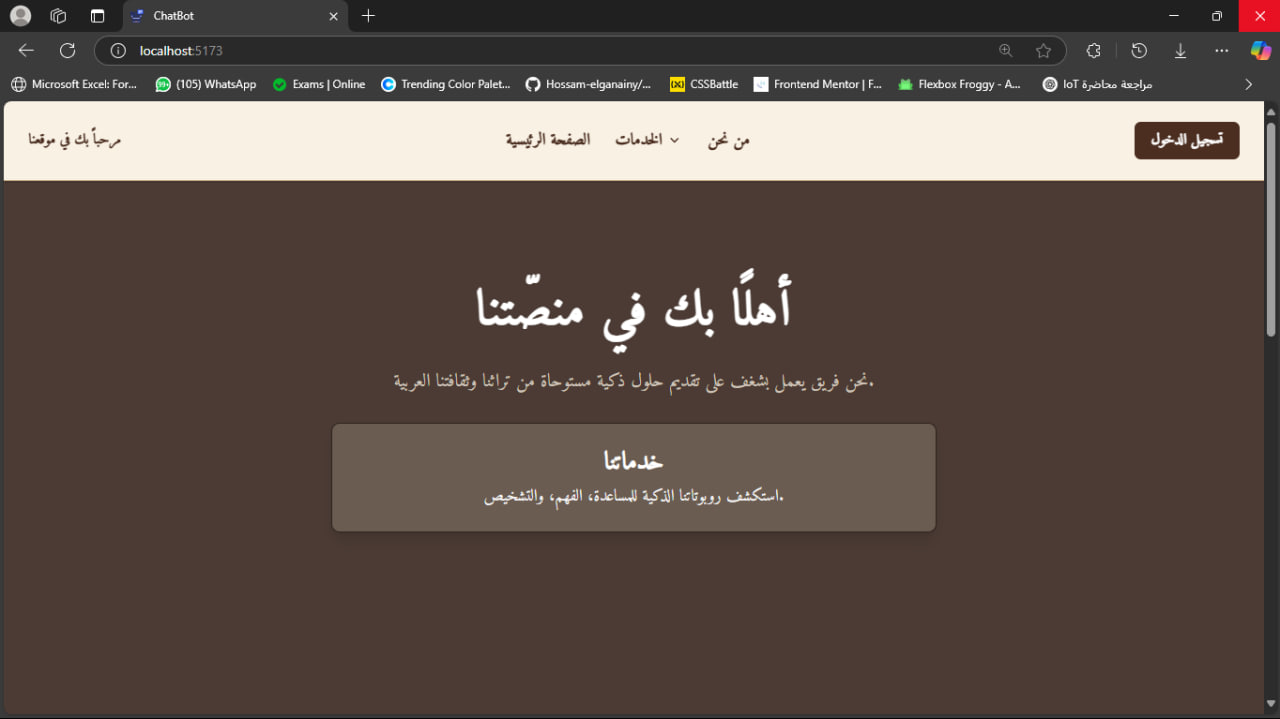 ChatBot
localhost:5173
Microsoft Excel: For...
(105) WhatsApp
Exams | Online
Trending Color Palet...
Hossam-elganainy/...
CSSBattle
Frontend Mentor | F...
Flexbox Froggy - A...
مراجعة محاضرة IoT
مرحباً بك في موقعنا
الصفحة الرئيسية
الخدمات
من نحن
تسجيل الدخول
أهلًا بك في منصّتنا
.نحن فريق يعمل بشغف على تقديم حلول ذكية مستوحاة من تراثنا وثقافتنا العربية
خدماتنا
.استكشف روبوتاتنا الذكية للمساعدة، الفهم، والتشخيص